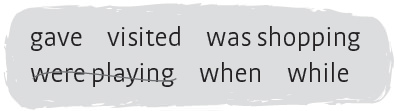 gave visited was shopping
were playing when while